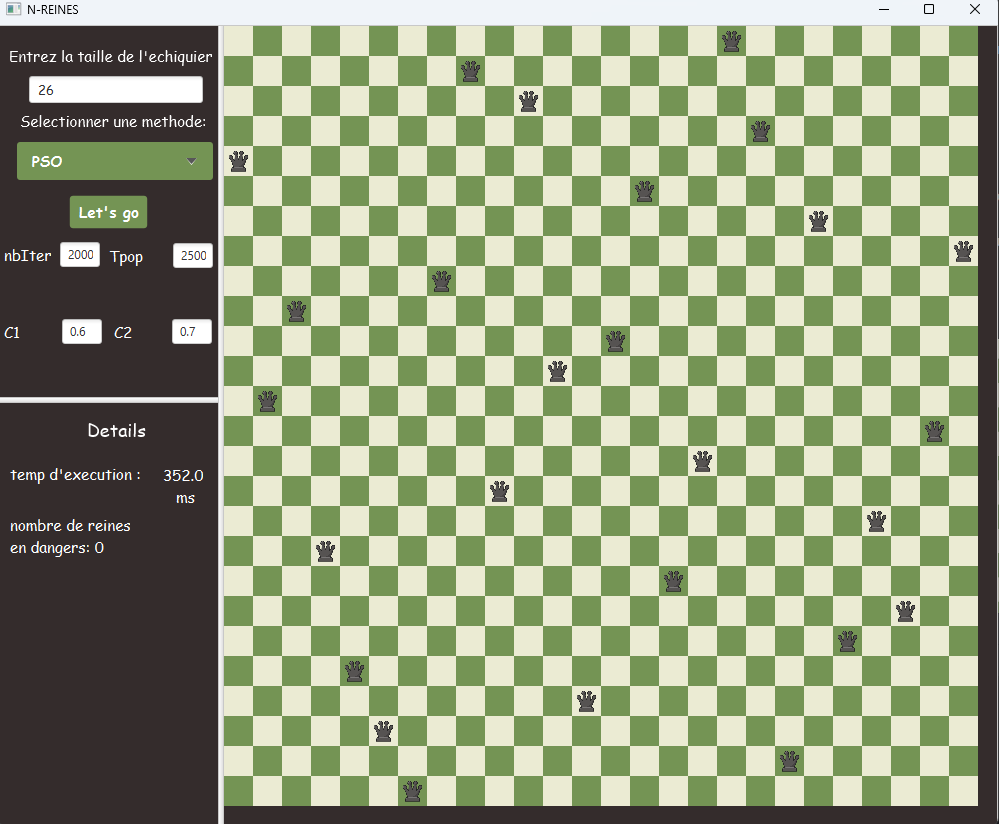 N-REINES
Entrez la taille de l'echiquier
26
Selectionner une methode:
PSO
Let's go
nbIter 2000 Tpop 2500
C1 0.6 C2 0.7
Details
temp d'execution : 352.0
ms
nombre de reines
en dangers: 0